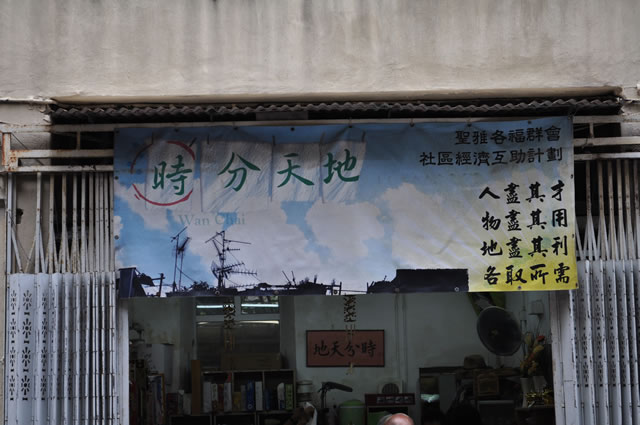 時分天地
Wan Chai
聖雅各福群會
社區經濟互助計劃
人盡其才
物盡其用
地盡其利
各取所需
地天分時